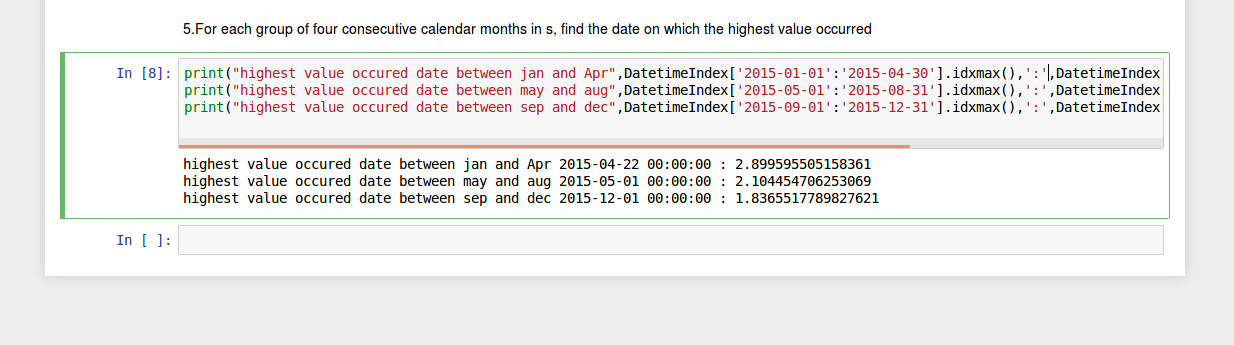 5.For each group of four consecutive calendar months in s, find the date on which the highest value occurred
In [8]: print("highest value occured date between jan and Apr",DatetimeIndex['2015-01-01':'2015-04-30'].idxmax(),':',DatetimeIndex
print("highest value occured date between may and aug",DatetimeIndex['2015-05-01':'2015-08-31'].idxmax(),':',DatetimeIndex
print("highest value occured date between sep and dec",DatetimeIndex['2015-09-01':'2015-12-31'].idxmax(),':',DatetimeIndex
highest value occured date between jan and Apr 2015-04-22 00:00:00 : 2.899595505158361
highest value occured date between may and aug 2015-05-01 00:00:00 : 2.104454706253069
highest value occured date between sep and dec 2015-12-01 00:00:00 : 1.8365517789827621
In [ ]: